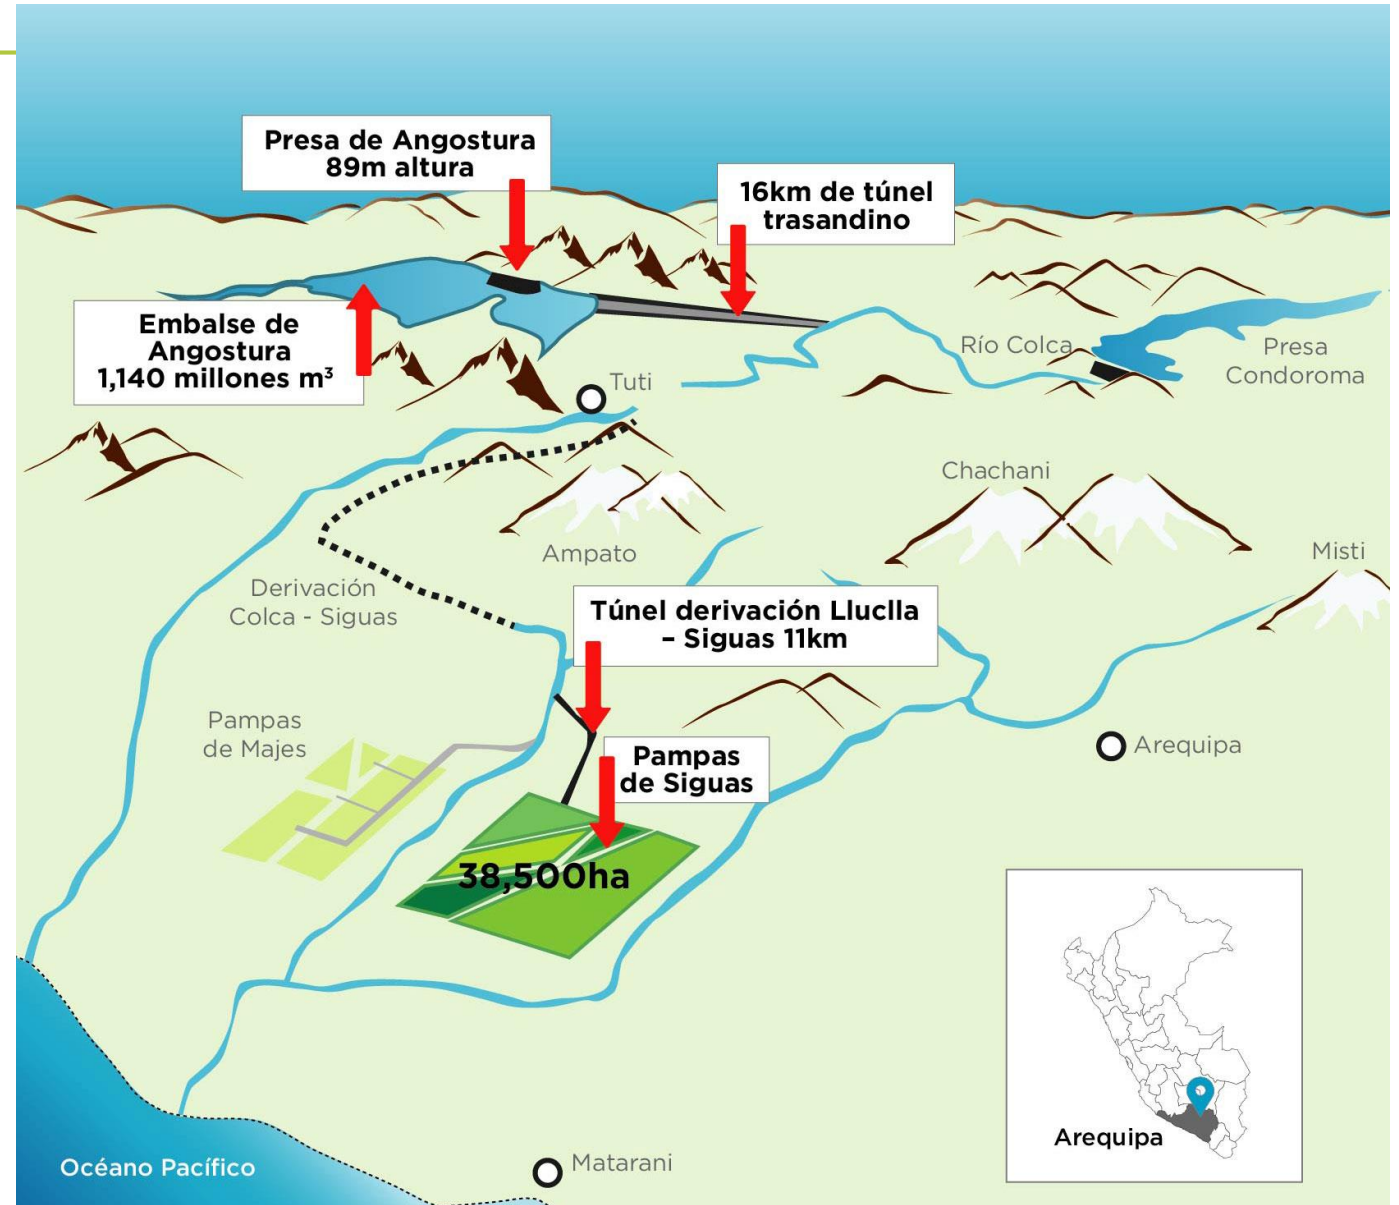 Presa de Angostura
89m altura
16km de túnel
trasandino
Embalse de
Angostura
1,140 millones m³
Río Colca
Presa
Condoroma
Tuti
Chachani
Ampato
Misti
Derivación
Colca - Siguas
Túnel derivación Lluclla
– Siguas 11km
Pampas
de Majes
Pampas
de Siguas
Arequipa
38,500ha
Arequipa
Océano Pacífico
Matarani